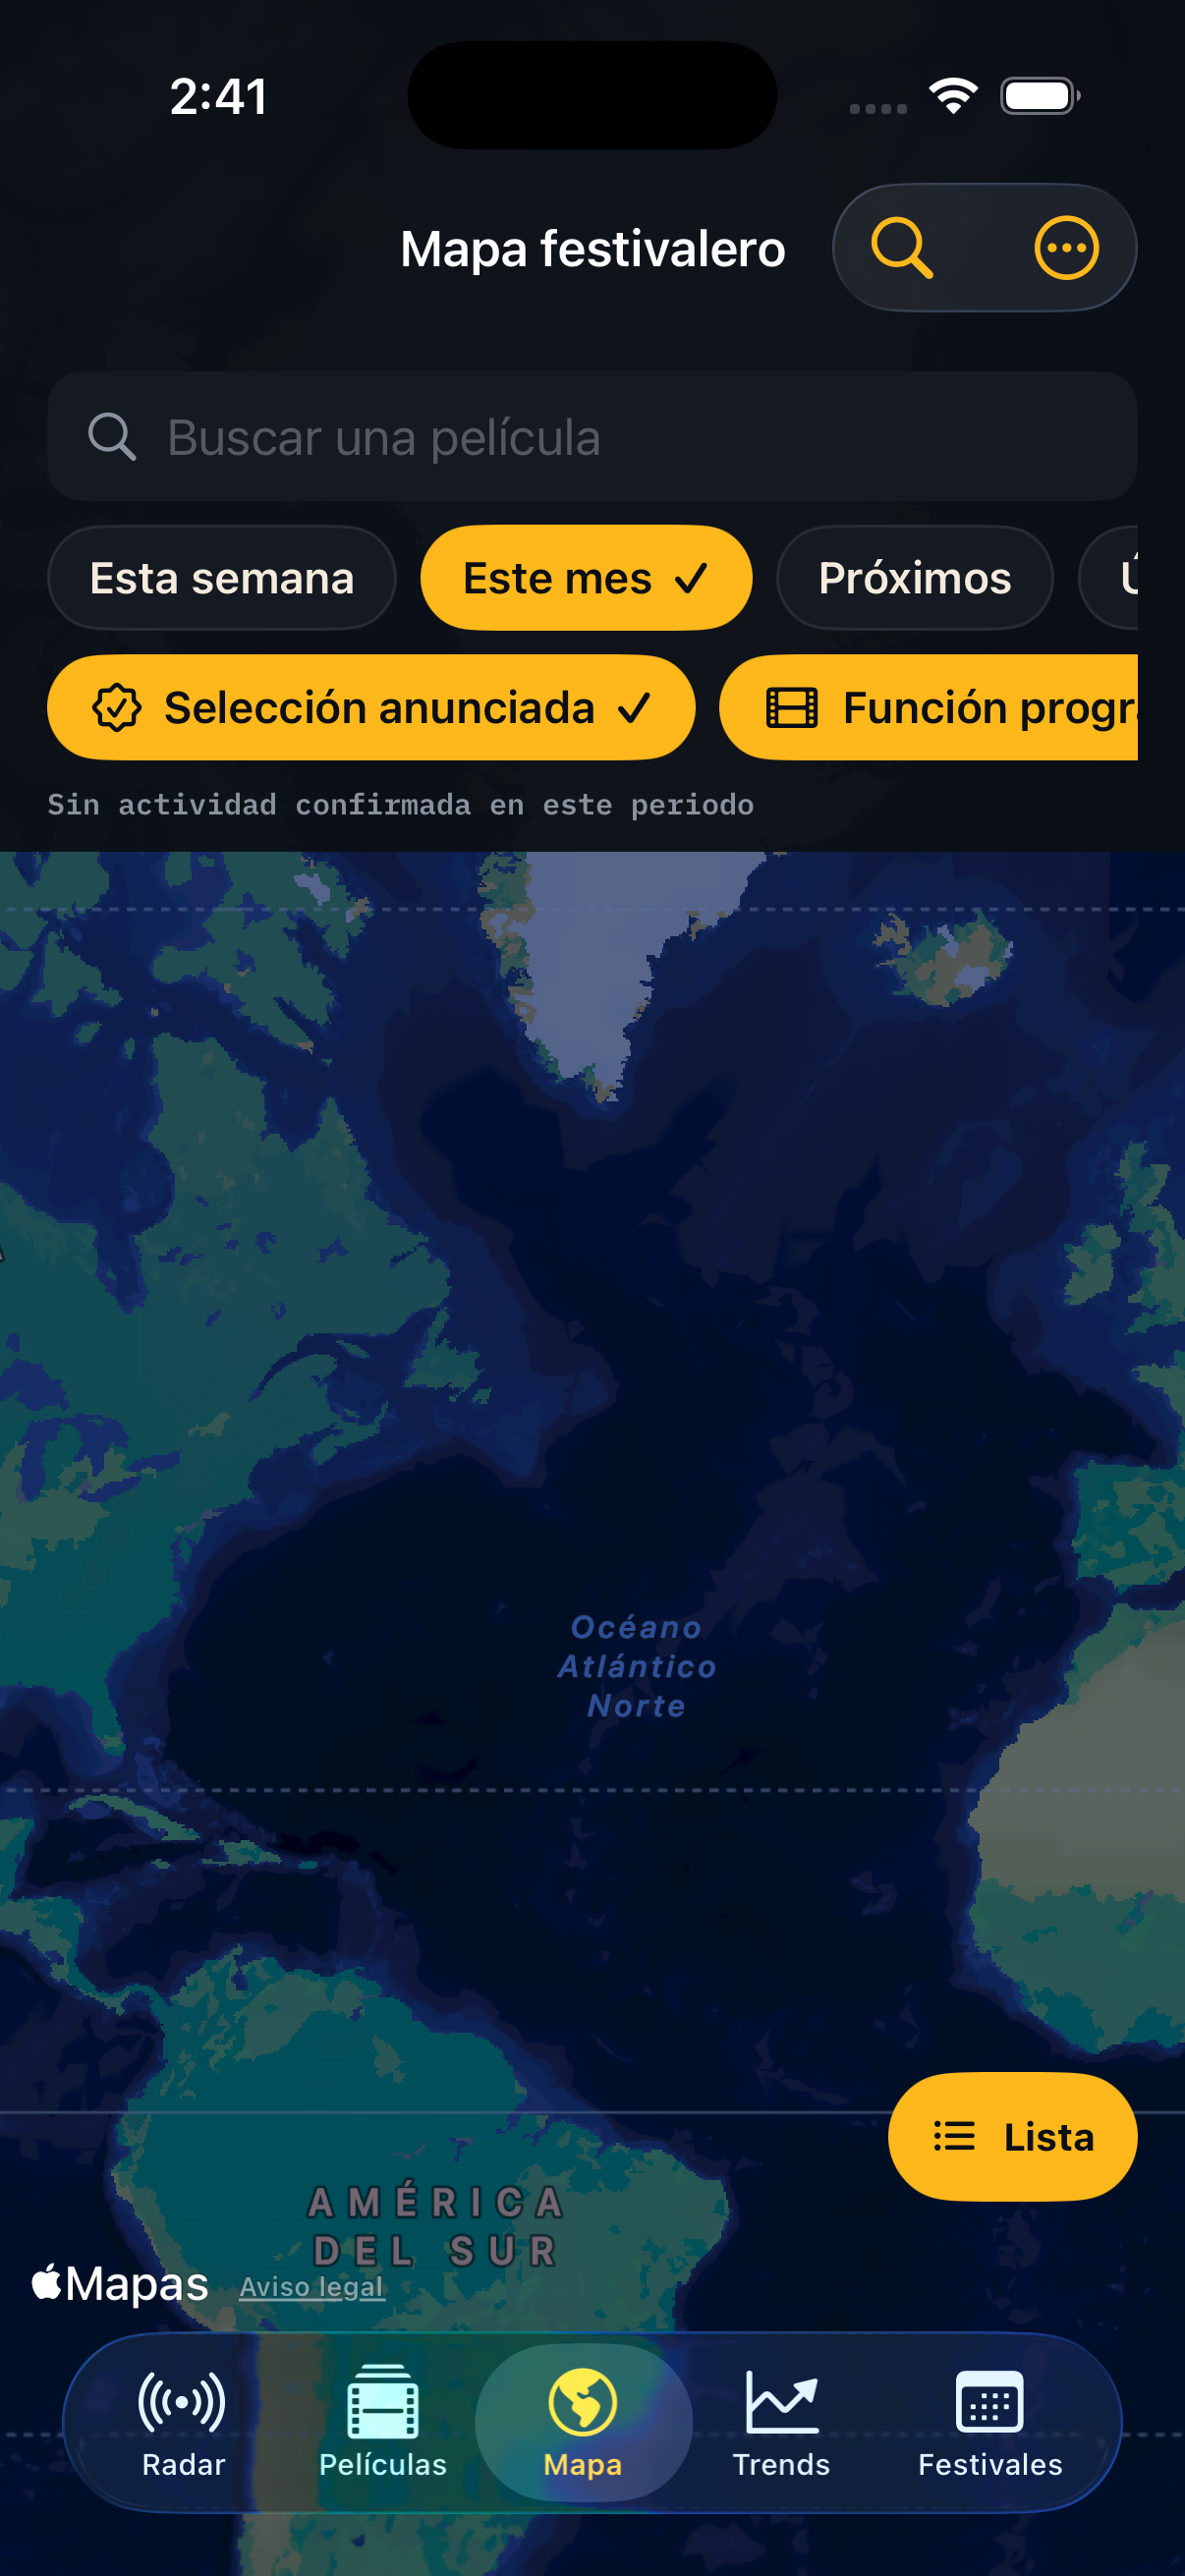 2:41
Mapa festivalero
Buscar una película
Esta semana
Este mes
Próximos
Selección anunciada
Función progra
Sin actividad confirmada en este periodo
Océano
Atlántico
Norte
Lista
AMÉRICA
DEL SUR
Mapas
Aviso legal
Radar
Películas
Mapa
Trends
Festivales